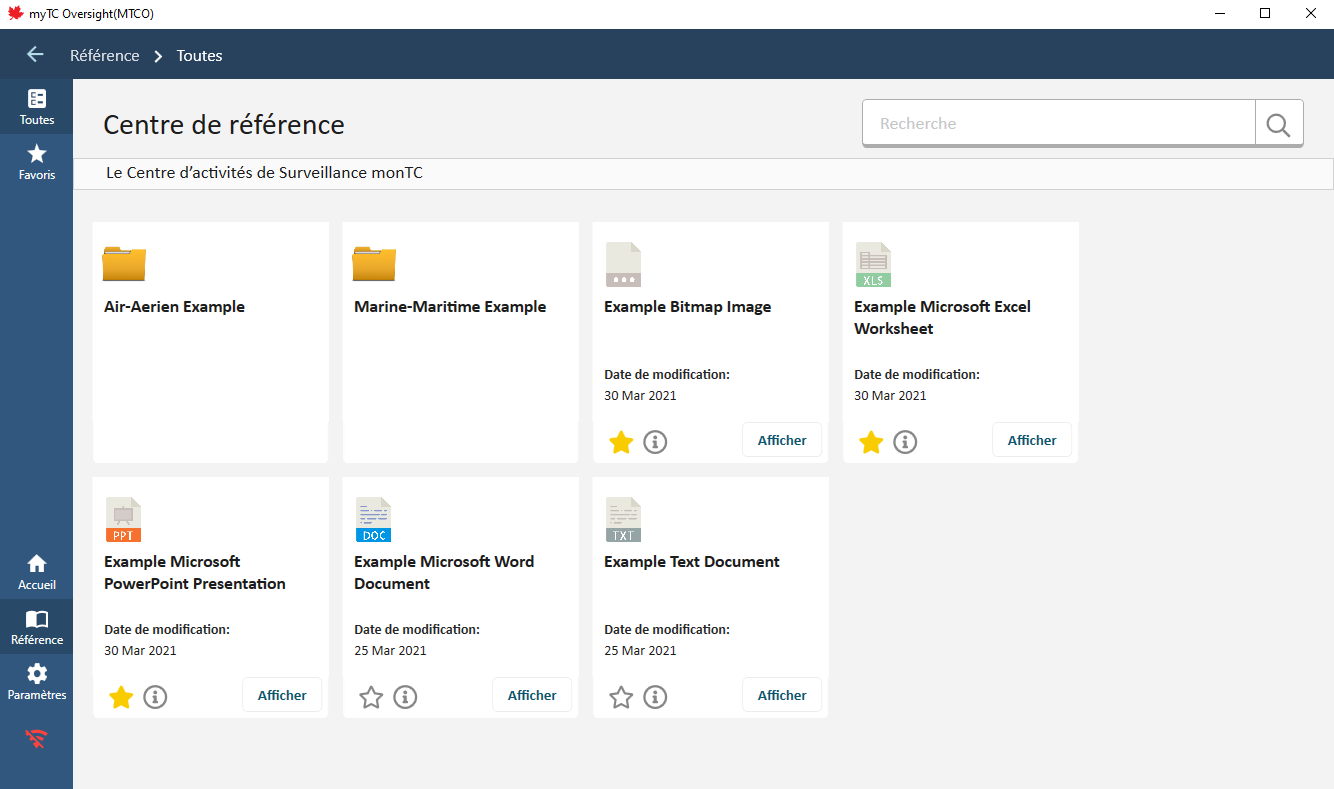 myTC Oversight(MTCO)
Référence
Toutes
Toutes
Favoris
Centre de référence
Recherche
Le Centre d’activités de Surveillance monTC
Air-Aerien Example
Marine-Maritime Example
Example Bitmap Image
Date de modification:
30 Mar 2021
Afficher
XLS
Example Microsoft Excel
Worksheet
Date de modification:
30 Mar 2021
Afficher
PPT
Example Microsoft
PowerPoint Presentation
Date de modification:
30 Mar 2021
Afficher
DOC
Example Microsoft Word
Document
Date de modification:
25 Mar 2021
Afficher
TXT
Example Text Document
Date de modification:
25 Mar 2021
Afficher
Accueil
Référence
Paramètres